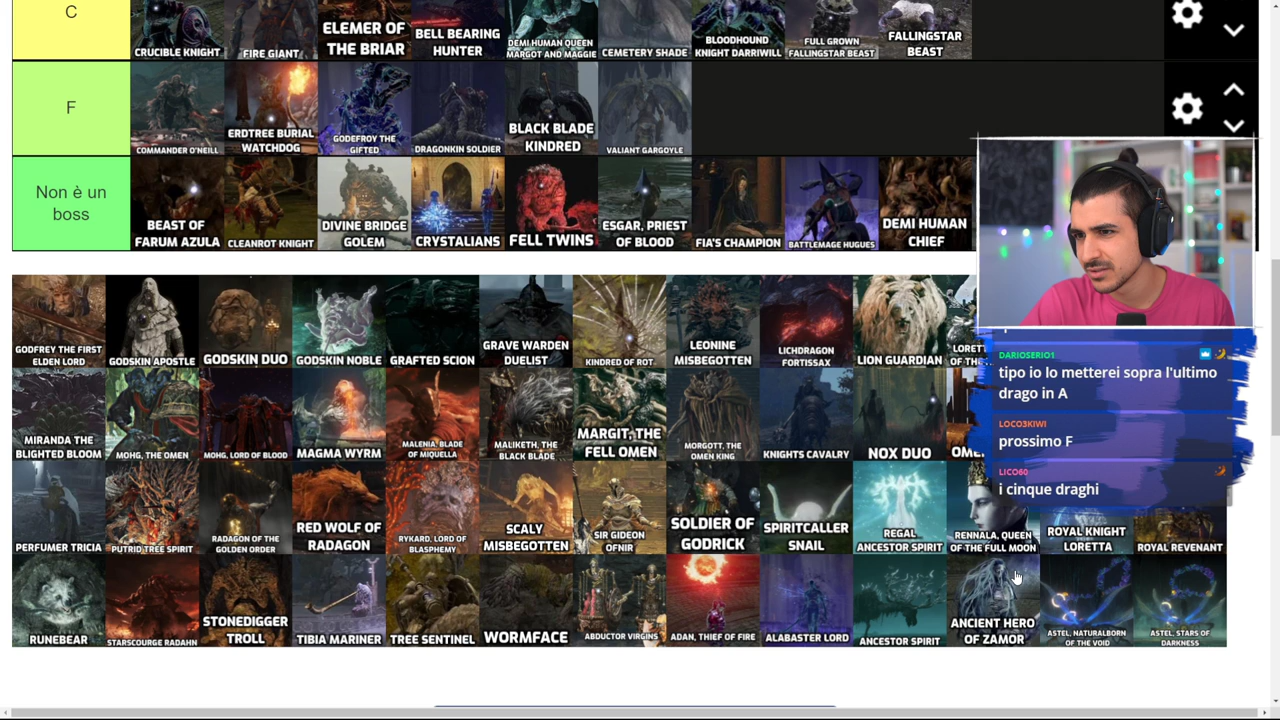 C
CRUCIBLE KNIGHT
FIRE GIANT
ELEMER OF
THE BRIAR
BELL BEARING
HUNTER
DEMI HUMAN QUEEN
MARGOT AND MAGGIE
CEMETERY SHADE
BLOODHOUND
KNIGHT DARRIWILL
FULL GROWN
FALLINGSTAR BEAST
FALLINGSTAR
BEAST
F
COMMANDER O'NEILL
ERDTREE BURIAL
WATCHDOG
GODEFROY THE
GIFTED
DRAGONKIN SOLDIER
BLACK BLADE
KINDRED
VALIANT GARGOYLE
Non è un
boss
BEAST OF
FARUM AZULA
CLEANROT KNIGHT
DIVINE BRIDGE
GOLEM
CRYSTALIANS
FELL TWINS
ESGAR, PRIEST
OF BLOOD
FIA'S CHAMPION
BATTLEMAGE HUGUES
DEMI HUMAN
CHIEF
GODFREY THE FIRST
ELDEN LORD
GODSKIN APOSTLE
GODSKIN DUO
GODSKIN NOBLE
GRAFTED SCION
GRAVE WARDEN
DUELIST
KINDRED OF ROT
LEONINE
MISBEGOTTEN
LICHDRAGON
FORTISSAX
LION GUARDIAN
LORET
OF THE
MIRANDA THE
BLIGHTED BLOOM
MOHG, THE OMEN
MOHG, LORD OF BLOOD
MAGMA WYRM
MALENIA, BLADE
OF MIQUELLA
MALIKETH, THE
BLACK BLADE
MARGIT, THE
FELL OMEN
MORGOTT, THE
OMEN KING
KNIGHTS CAVALRY
NOX DUO
OME
PERFUMER TRICIA
PUTRID TREE SPIRIT
RADAGON OF THE
GOLDEN ORDER
RED WOLF OF
RADAGON
RYKARD, LORD OF
BLASPHEMY
SCALY
MISBEGOTTEN
SIR GIDEON
OFNIR
SOLDIER OF
GODRICK
SPIRITCALLER
SNAIL
REGAL
ANCESTOR SPIRIT
RENNALA, QUEEN
OF THE FULL MOON
ROYAL KNIGHT
LORETTA
ROYAL REVENANT
RUNEBEAR
STARSCOURGE RADAHN
STONEDIGGER
TROLL
TIBIA MARINER
TREE SENTINEL
WORMFACE
ABDUCTOR VIRGINS
ADAN, THIEF OF FIRE
ALABASTER LORD
ANCESTOR SPIRIT
ANCIENT HERO
OF ZAMOR
ASTEL, NATURALBORN
OF THE VOID
ASTEL, STARS OF
DARKNESS
DARIOSERIO1
tipo io lo metterei sopra l'ultimo
drago in A
LOCO3KIWI
prossimo F
LICO60
i cinque draghi